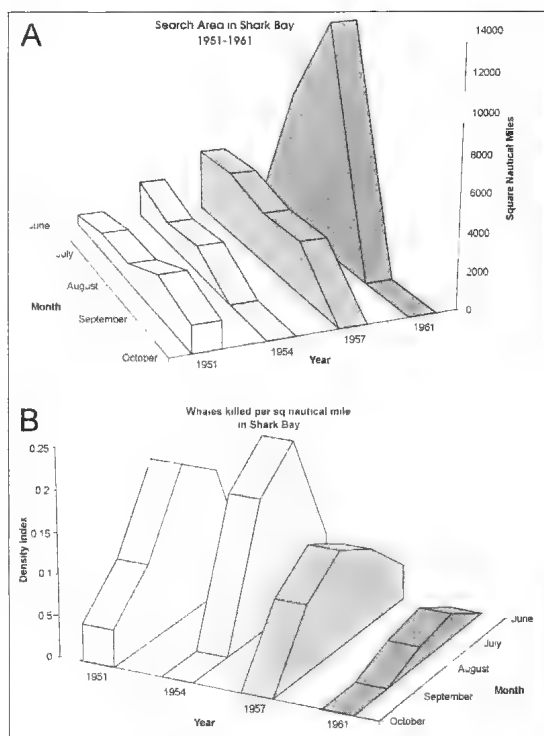 A
Search Area in Shark Bay
1951-1961
14000
12000
10000
8000
6000
4000
2000
0
Square Nautical Miles
June
July
August
September
October
Month
1951
1954
1957
1961
Year
B
Whales killed per sq nautical mile
in Shark Bay
0.25
0.2
0.15
0.1
0.5
0
Density Index
1951
1954
1957
1961
Year
June
July
August
September
October
Month